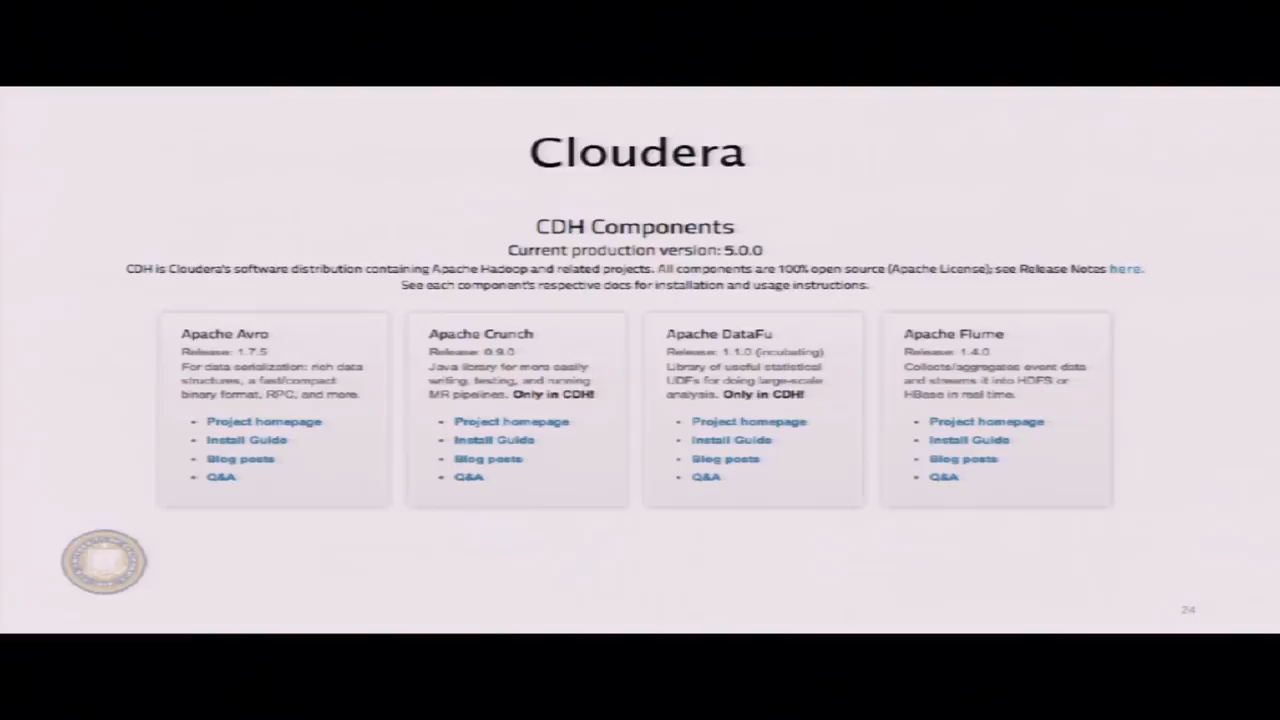 Cloudera
CDH Components
Current production version: 5.0.0
CDH is Cloudera's software distribution containing Apache Hadoop and related projects. All components are 100% open source (Apache License); see Release Notes here.
See each component's respective docs for installation and usage instructions.
Apache Avro
Release: 1.7.5
For data serialization: rich data
structures, a fast/compact
binary format, RPC, and more.
• Project homepage
• Install Guide
• Blog posts
• Q&A
Apache Crunch
Release: 0.9.0
Java library for more easily
writing, testing, and running
MR pipelines. Only in CDH!
• Project homepage
• Install Guide
• Blog posts
• Q&A
Apache DataFu
Release: 1.1.0 (incubating)
Library of useful statistical
UDFs for doing large-scale
analysis. Only in CDH!
• Project homepage
• Install Guide
• Blog posts
• Q&A
Apache Flume
Release: 1.4.0
Collects/aggregates event data
and streams it into HDFS or
HBase in real time.
• Project homepage
• Install Guide
• Blog posts
• Q&A
24